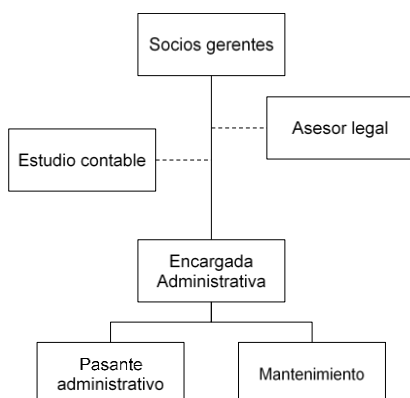 Socios gerentes
Asesor legal
Estudio contable
Encargada
Administrativa
Pasante
administrativo
Mantenimiento